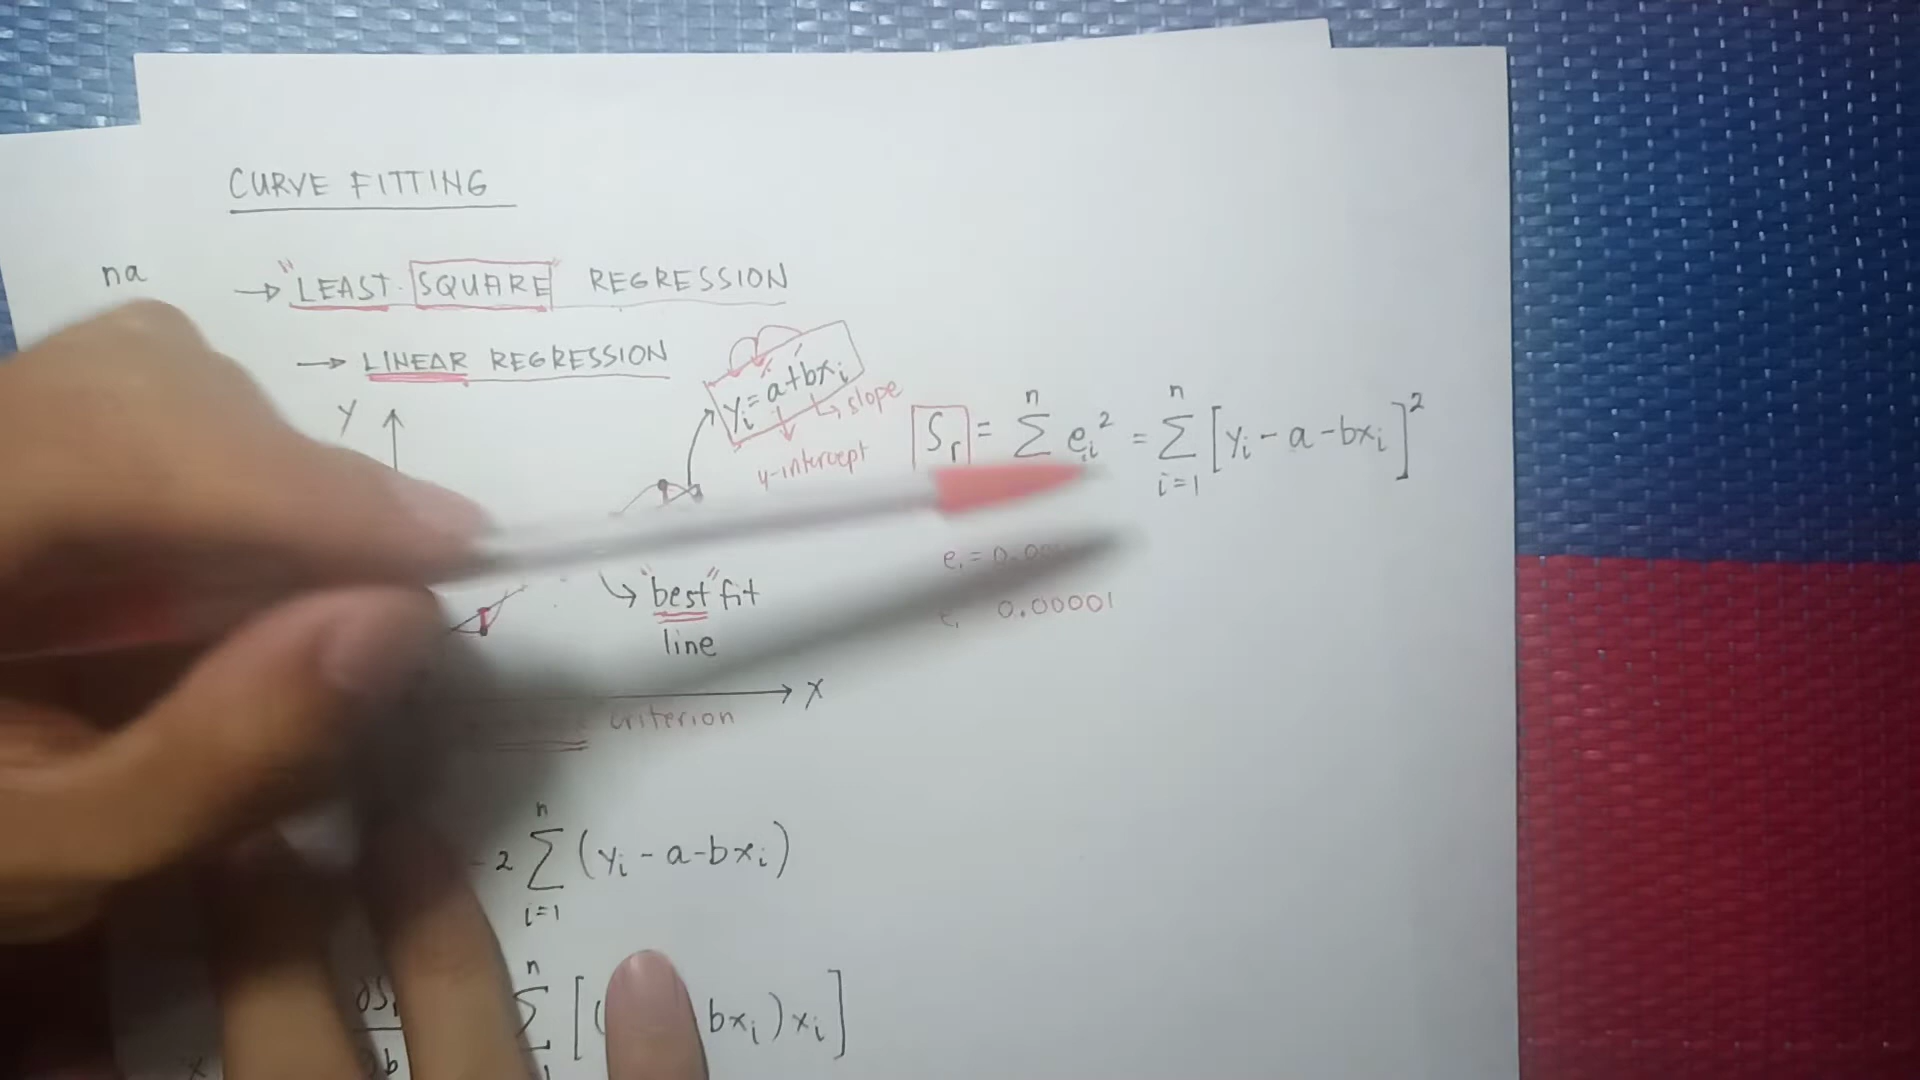 CURVE FITTING
na
→ "LEAST SQUARE" REGRESSION
→ LINEAR REGRESSION
yᵢ = a + bxᵢ
slope
y-intercept
Y
Sᵣ = Σ eᵢ² = Σ [yᵢ - a - bxᵢ]²
n
n
i=1
"best" fit
line
0.00001
X
criterion
n
- 2 Σ (yᵢ - a - bxᵢ)
i=1
n
bxᵢ) xᵢ]